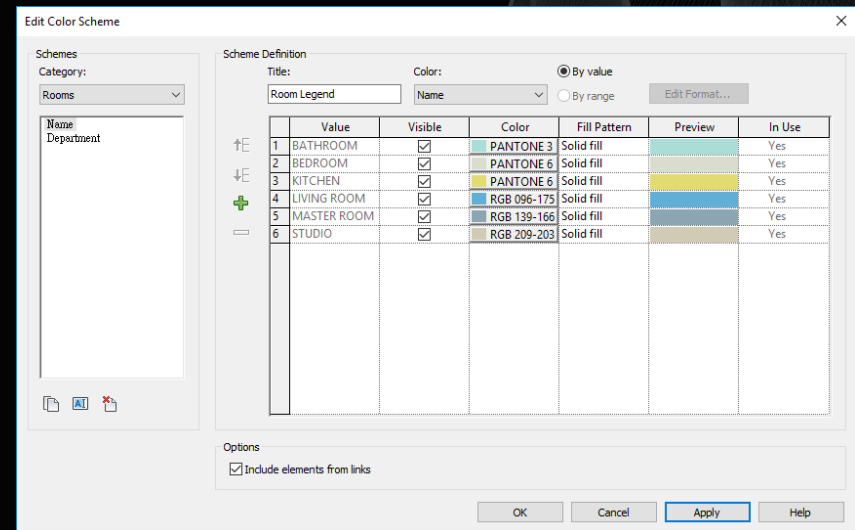 Edit Color Scheme
Schemes
Category:
Rooms
Name
Department
Scheme Definition
Title:
Room Legend
Color:
Name
By value
By range
Edit Format...
Value Visible Color Fill Pattern Preview In Use
1 BATHROOM PANTONE 3 Solid fill Yes
2 BEDROOM PANTONE 6 Solid fill Yes
3 KITCHEN PANTONE 6 Solid fill Yes
4 LIVING ROOM RGB 096-175 Solid fill Yes
5 MASTER ROOM RGB 139-166 Solid fill Yes
6 STUDIO RGB 209-203 Solid fill Yes
AI
Options
Include elements from links
OK Cancel Apply Help